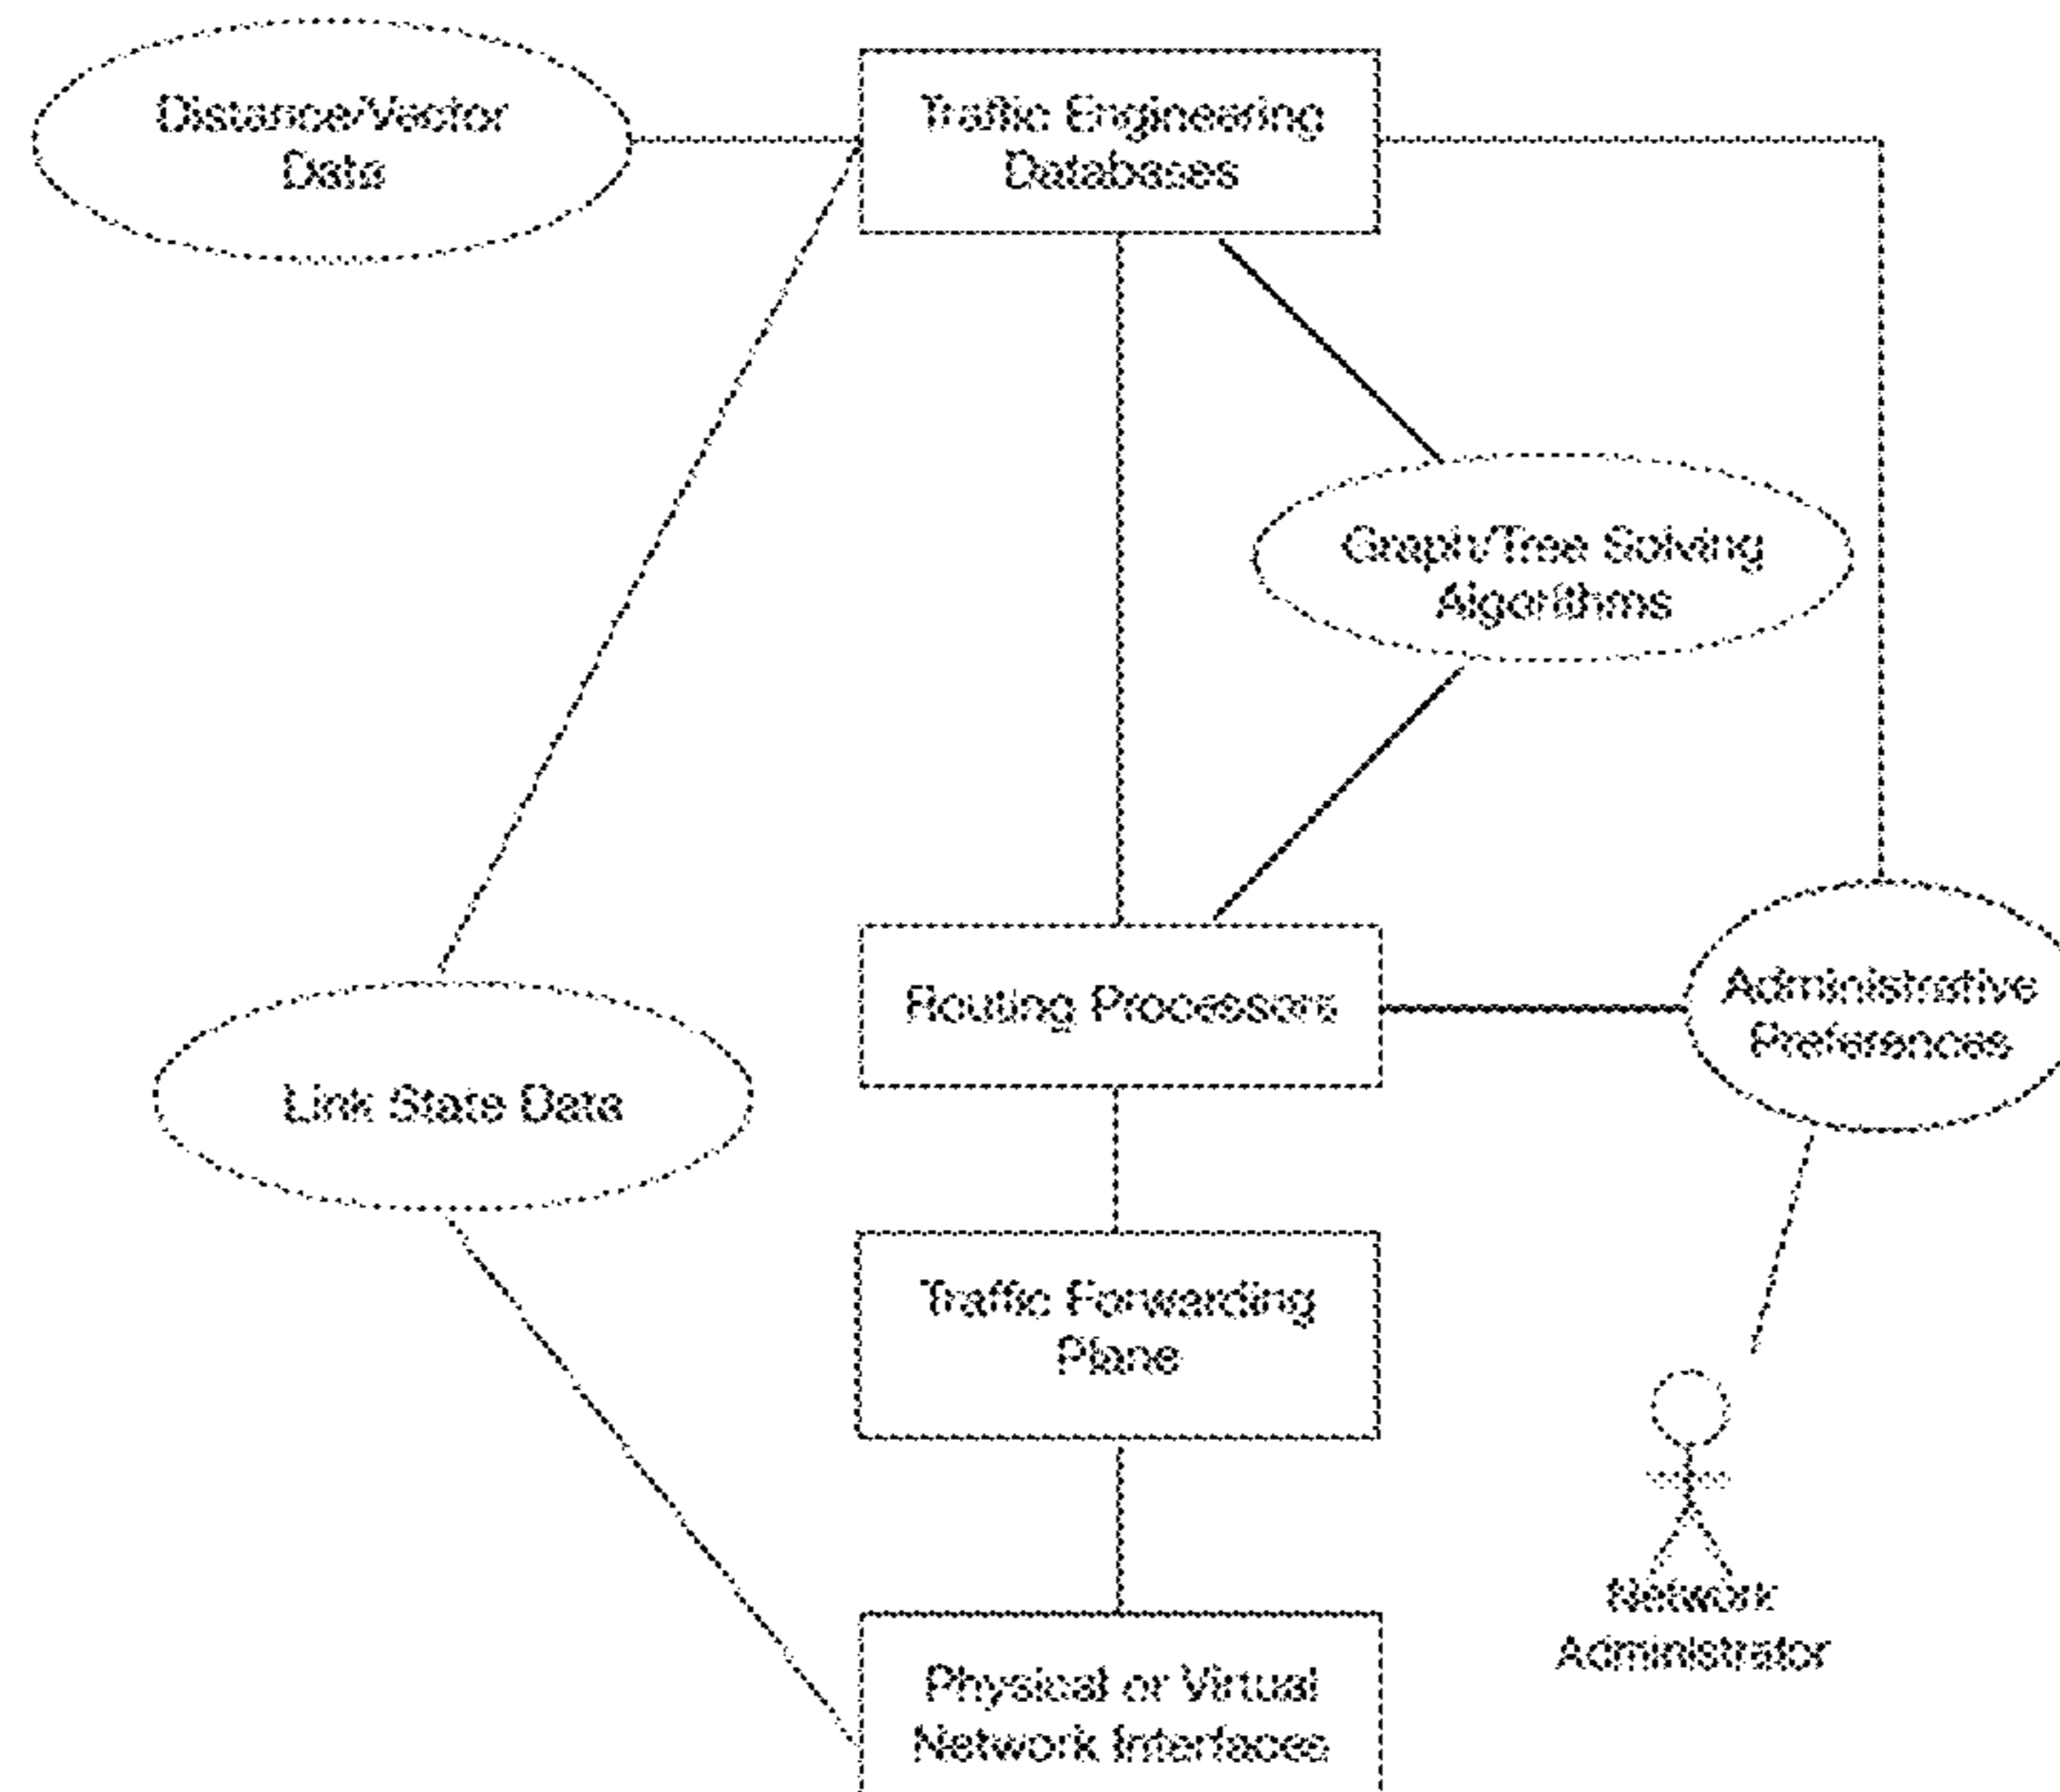 Distance/Vector
Data
Traffic Engineering
Databases
Graph/Tree Solving
Algorithms
Routing Processors
Administrative
Preferences
Link State Data
Traffic Forwarding
Plane
Network
Administrator
Physical or Virtual
Network Interfaces